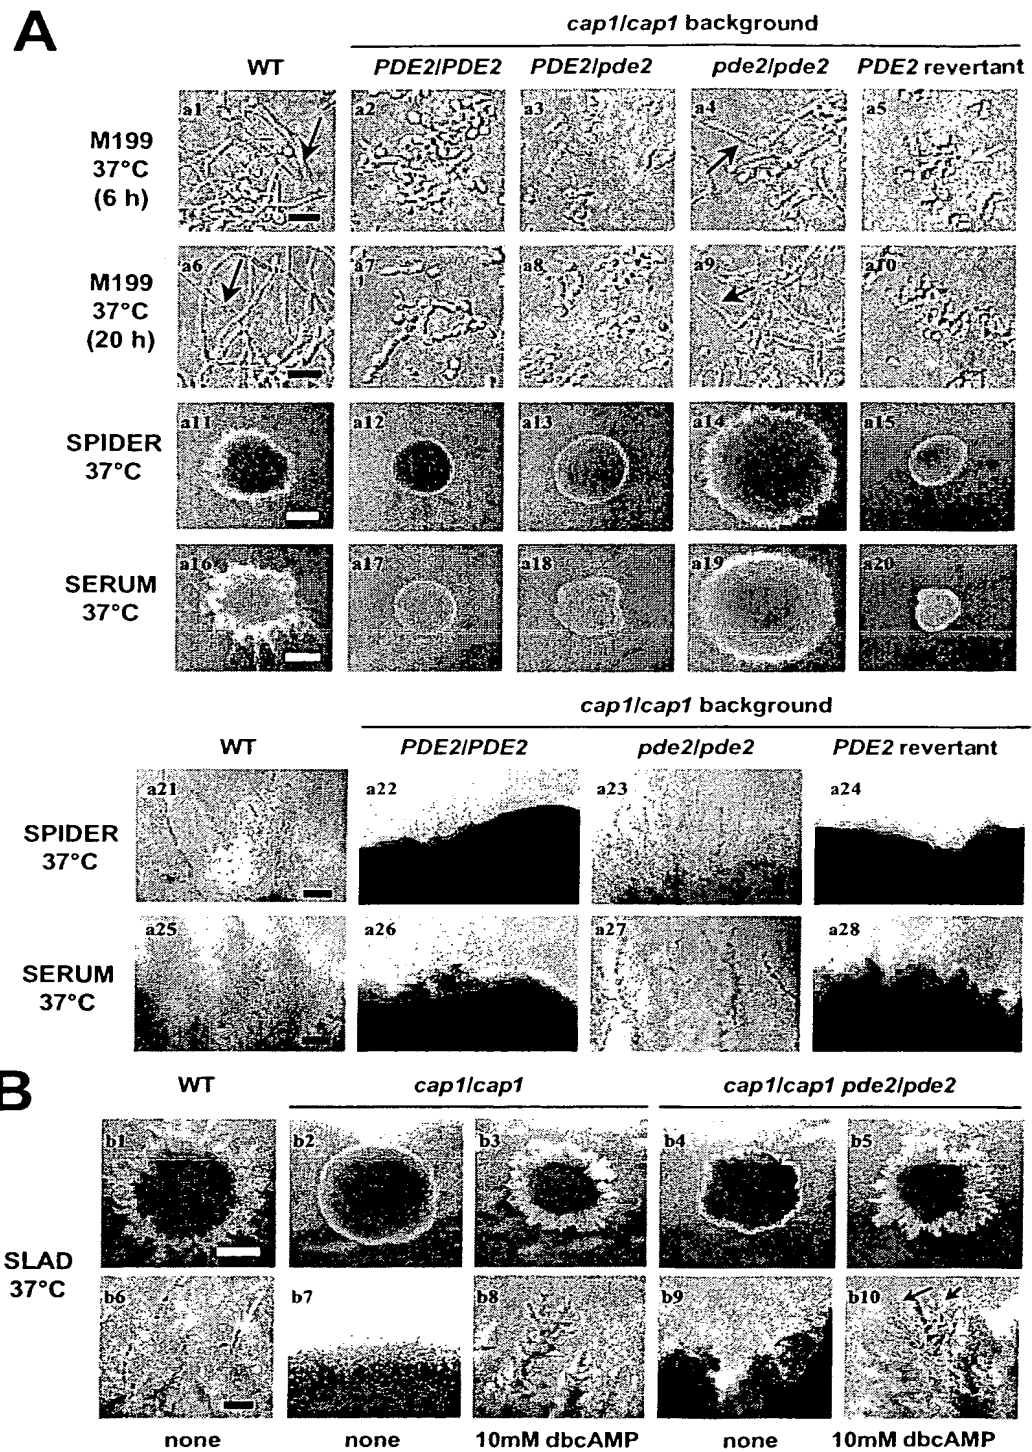 A
cap1/cap1 background
WT PDE2/PDE2 PDE2/pde2 pde2/pde2 PDE2 revertant
M199
37°C
(6 h)
a1 a2 a3 a4 a5
M199
37°C
(20 h)
a6 a7 a8 a9 a10
SPIDER
37°C
a11 a12 a13 a14 a15
SERUM
37°C
a16 a17 a18 a19 a20
cap1/cap1 background
WT PDE2/PDE2 pde2/pde2 PDE2 revertant
SPIDER
37°C
a21 a22 a23 a24
SERUM
37°C
a25 a26 a27 a28
B
WT cap1/cap1 cap1/cap1 pde2/pde2
b1 b2 b3 b4 b5
SLAD
37°C
b6 b7 b8 b9 b10
none none 10mM dbcAMP none 10mM dbcAMP